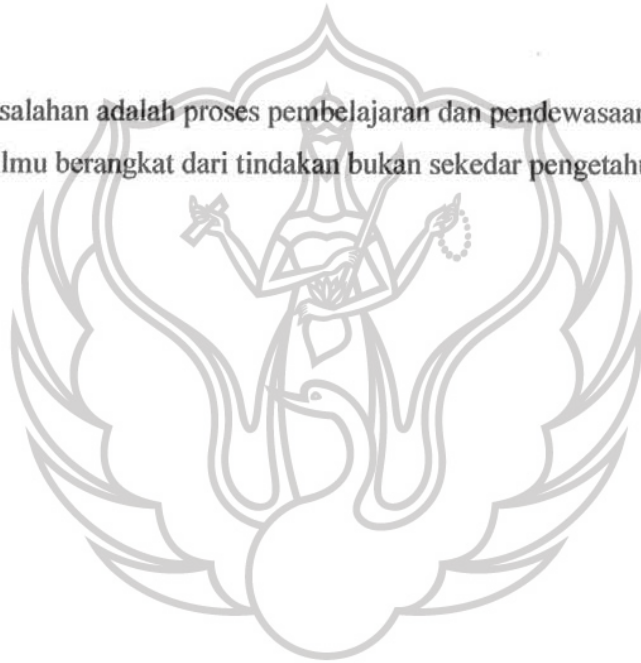 salahan adalah proses pembelajaran dan pendewasaan
lmu berangkat dari tindakan bukan sekedar pengetahu